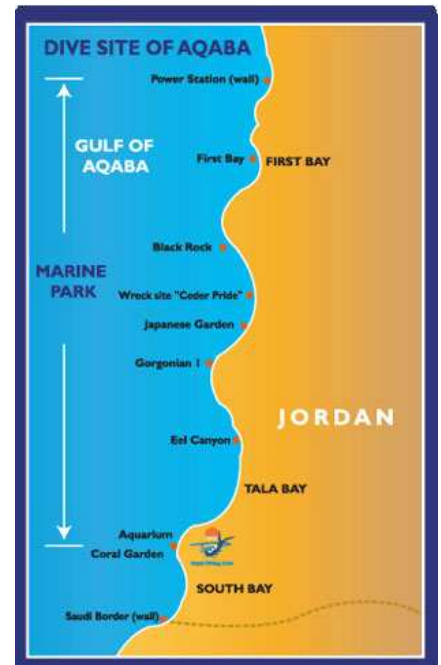 DIVE SITE OF AQABA
Power Station (wall)
GULF OF
AQABA
First Bay
FIRST BAY
Black Rock
MARINE
PARK
Wreck site "Ceder Pride"
Japanese Garden
Gorgonian 1
JORDAN
Eel Canyon
TALA BAY
Aquarium
Coral Garden
SOUTH BAY
Saudi Border (wall)